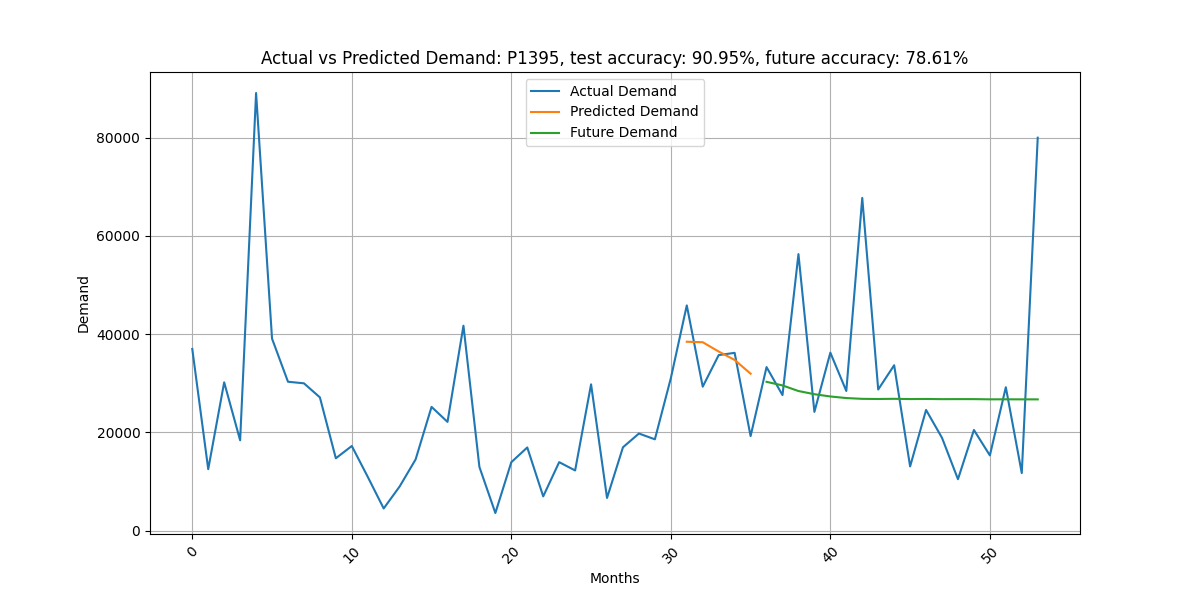 Actual vs Predicted Demand: P1395, test accuracy: 90.95%, future accuracy: 78.61%
Actual Demand
Predicted Demand
Future Demand
80000
60000
40000
20000
0
Demand
0
10
20
30
40
50
Months